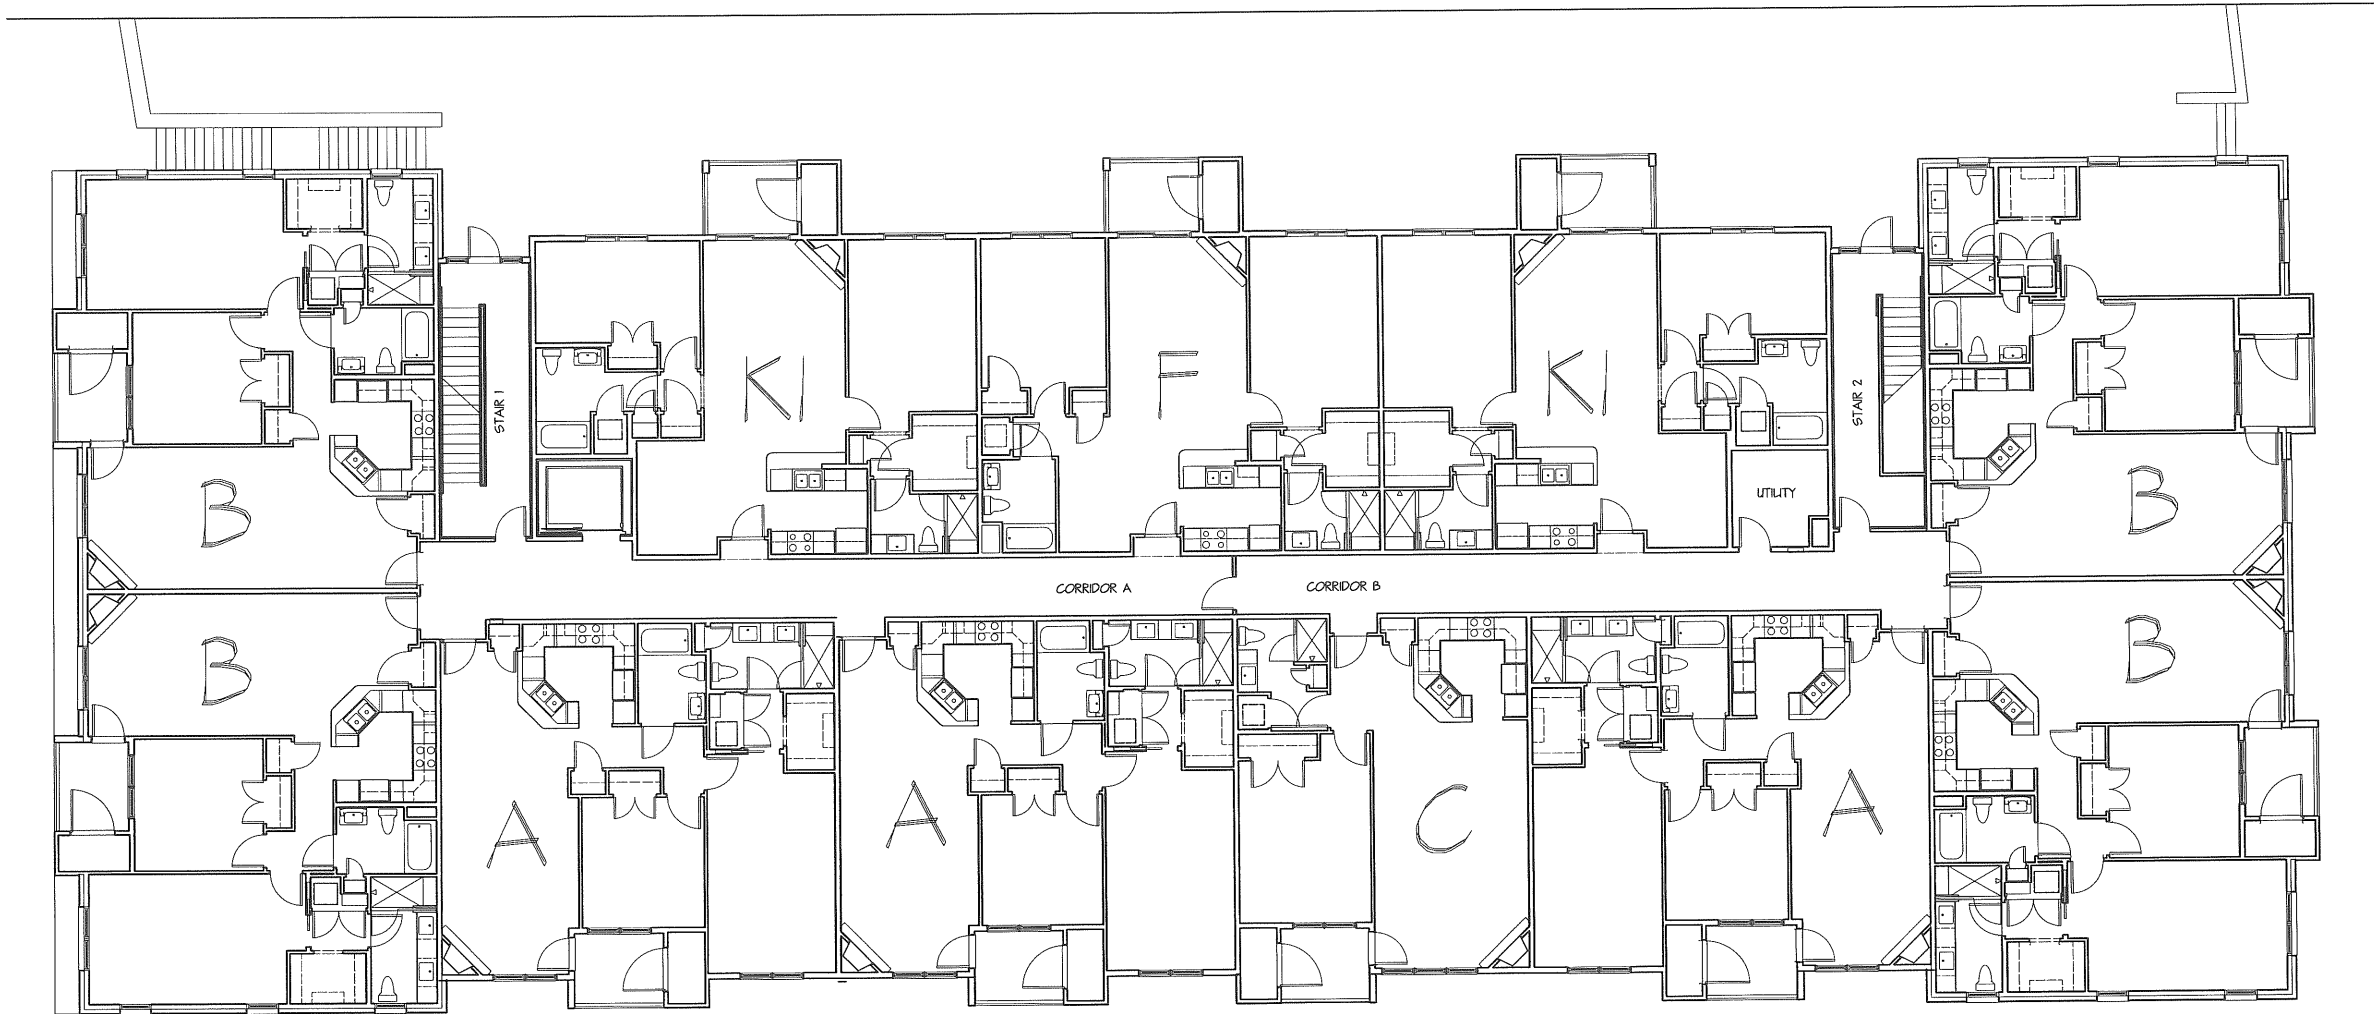 K1
F
K1
STAIR 1
STAIR 2
B
UTILITY
B
CORRIDOR A
CORRIDOR B
B
B
A
A
C
A